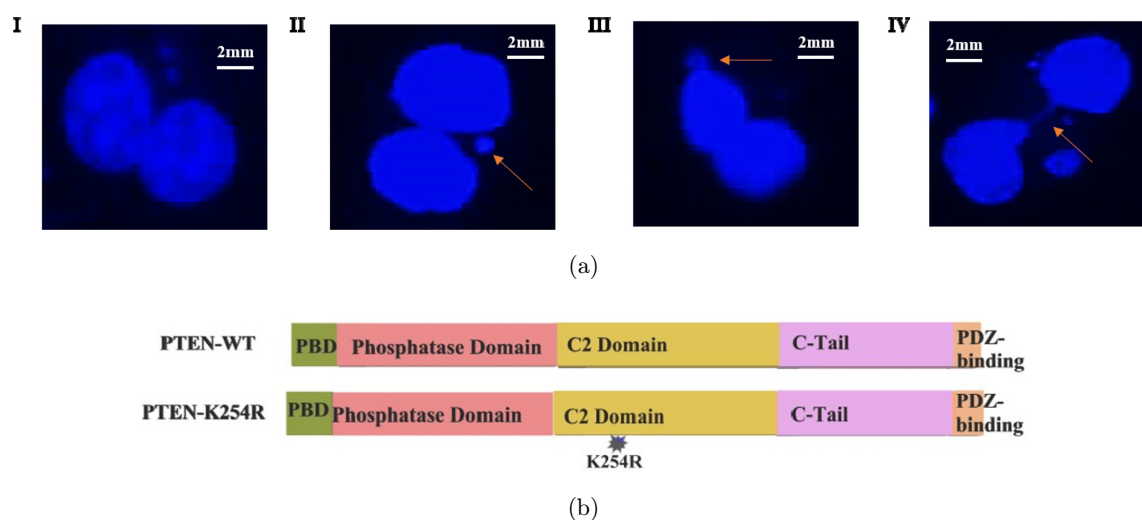 I
II
III
IV
2mm
2mm
2mm
2mm
(a)
PTEN-WT
PBD
Phosphatase Domain
C2 Domain
C-Tail
PDZ-
binding
PTEN-K254R
PBD
Phosphatase Domain
C2 Domain
C-Tail
PDZ-
binding
K254R
(b)